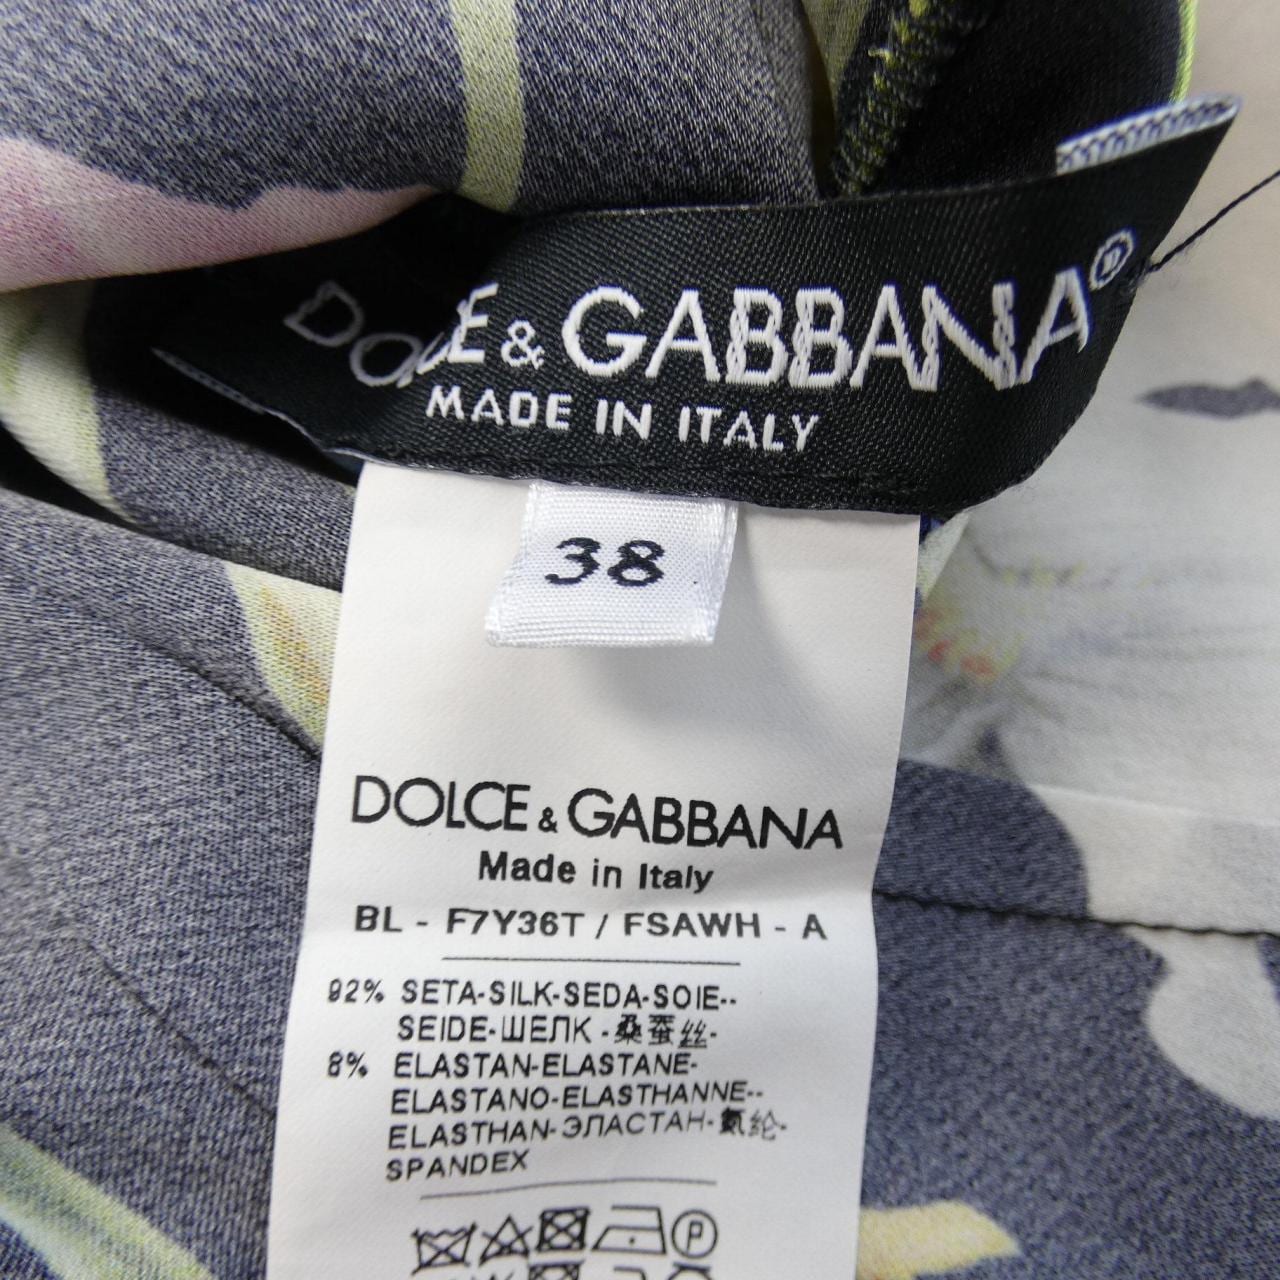 DOLCE & GABBANA®
MADE IN ITALY
38
DOLCE & GABBANA
Made in Italy
BL - F7Y36T / FSAWH - A
92% SETA-SILK-SEDA-SOIE--
SEIDE-ШЕЛК-桑蚕丝-
8% ELASTAN-ELASTANE-
ELASTANO-ELASTHANNE--
ELASTHAN-ЭЛАСТАН-氨纶-
SPANDEX
P